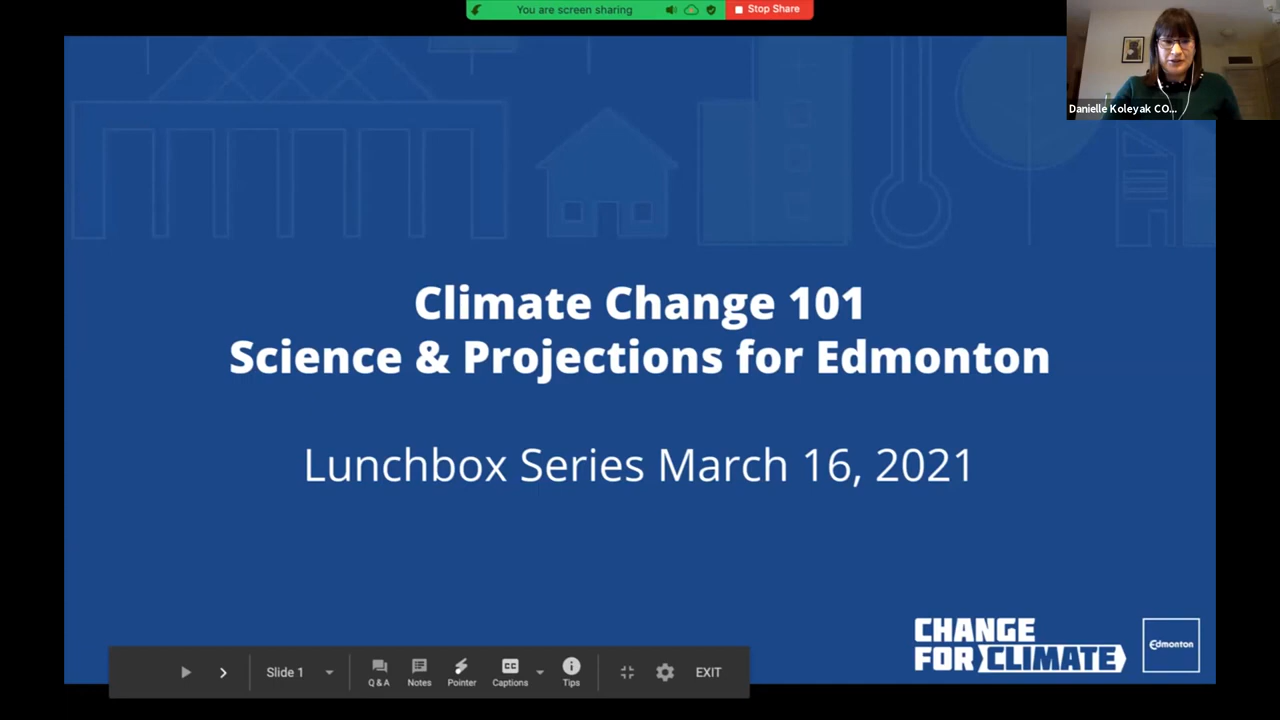 You are screen sharing
Stop Share
Danielle Koleyak CO...
Climate Change 101
Science & Projections for Edmonton
Lunchbox Series March 16, 2021
CHANGE
FOR CLIMATE
Edmonton
Slide 1
Q & A
Notes
Pointer
CC
Captions
Tips
EXIT